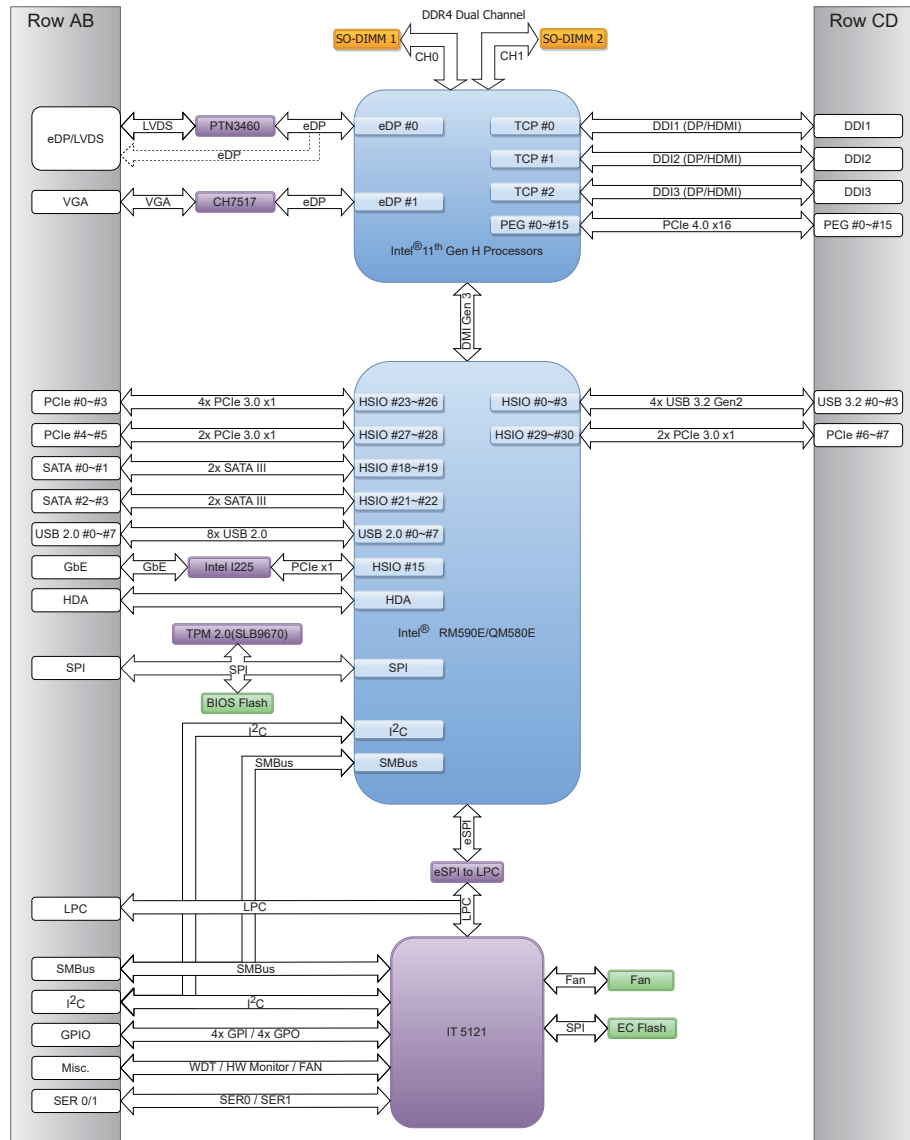 Row AB
DDR4 Dual Channel
Row CD
SO-DIMM 1
CH0
CH1
SO-DIMM 2
eDP/LVDS
LVDS
PTN3460
eDP
eDP #0
eDP
TCP #0
DDI1 (DP/HDMI)
DDI1
TCP #1
DDI2 (DP/HDMI)
DDI2
VGA
VGA
CH7517
eDP
eDP #1
TCP #2
DDI3 (DP/HDMI)
DDI3
PEG #0~#15
PCIe 4.0 x16
PEG #0~#15
Intel® 11th Gen H Processors
DMI Gen 3
PCIe #0~#3
4x PCIe 3.0 x1
HSIO #23~#26
HSIO #0~#3
4x USB 3.2 Gen2
USB 3.2 #0~#3
PCIe #4~#5
2x PCIe 3.0 x1
HSIO #27~#28
HSIO #29~#30
2x PCIe 3.0 x1
PCIe #6~#7
SATA #0~#1
2x SATA III
HSIO #18~#19
SATA #2~#3
2x SATA III
HSIO #21~#22
USB 2.0 #0~#7
8x USB 2.0
USB 2.0 #0~#7
GbE
GbE
Intel I225
PCIe x1
HSIO #15
HDA
HDA
Intel® RM590E/QM580E
TPM 2.0(SLB9670)
SPI
SPI
SPI
BIOS Flash
I2C
I2C
SMBus
SMBus
eSPI
eSPI to LPC
LPC
LPC
LPC
SMBus
SMBus
I2C
I2C
GPIO
4x GPI / 4x GPO
Misc.
WDT / HW Monitor / FAN
SER 0/1
SER0 / SER1
IT 5121
Fan
Fan
SPI
EC Flash